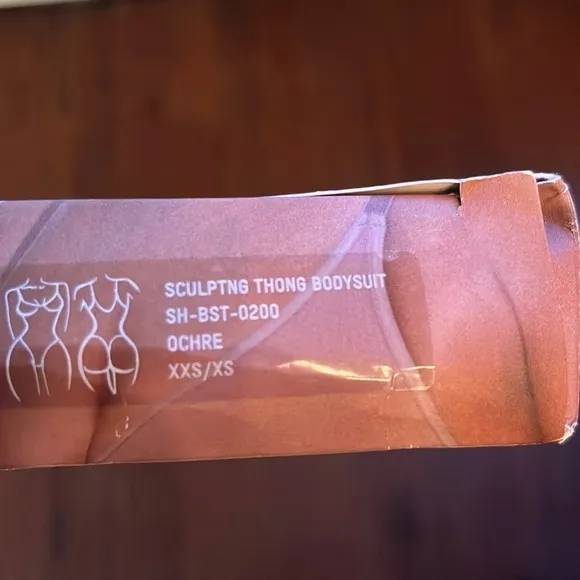 SCULPTNG THONG BODYSUIT
SH-BST-0200
OCHRE
XXS/XS